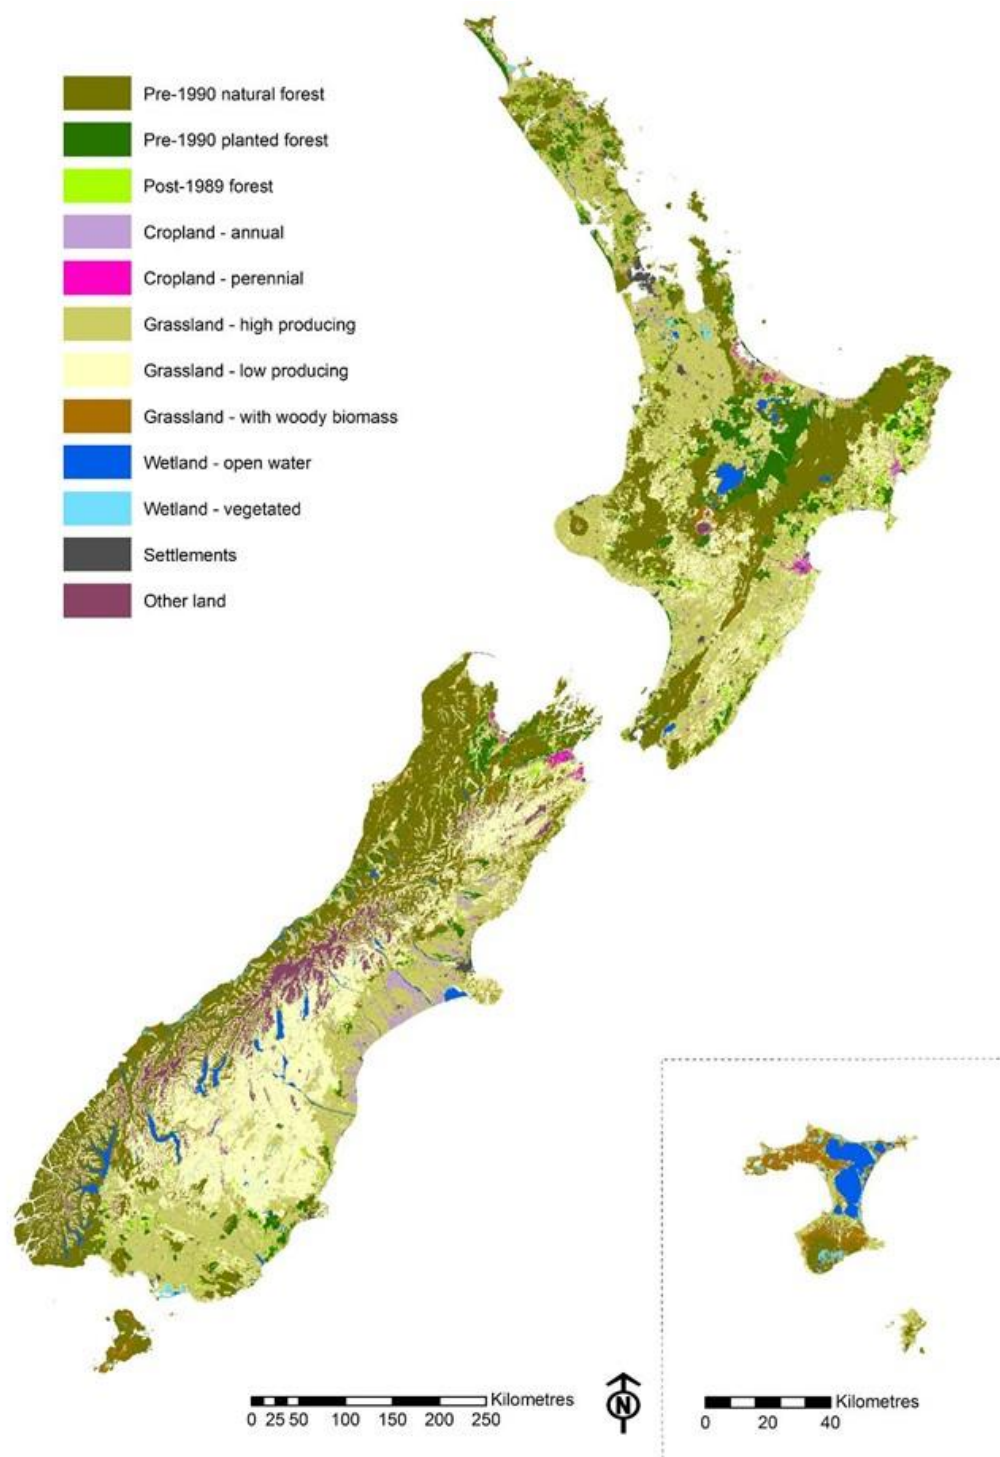 Pre-1990 natural forest
Pre-1990 planted forest
Post-1989 forest
Cropland - annual
Cropland - perennial
Grassland - high producing
Grassland - low producing
Grassland - with woody biomass
Wetland - open water
Wetland - vegetated
Settlements
Other land
Kilometres
0 25 50 100 150 200 250
N
Kilometres
0 20 40